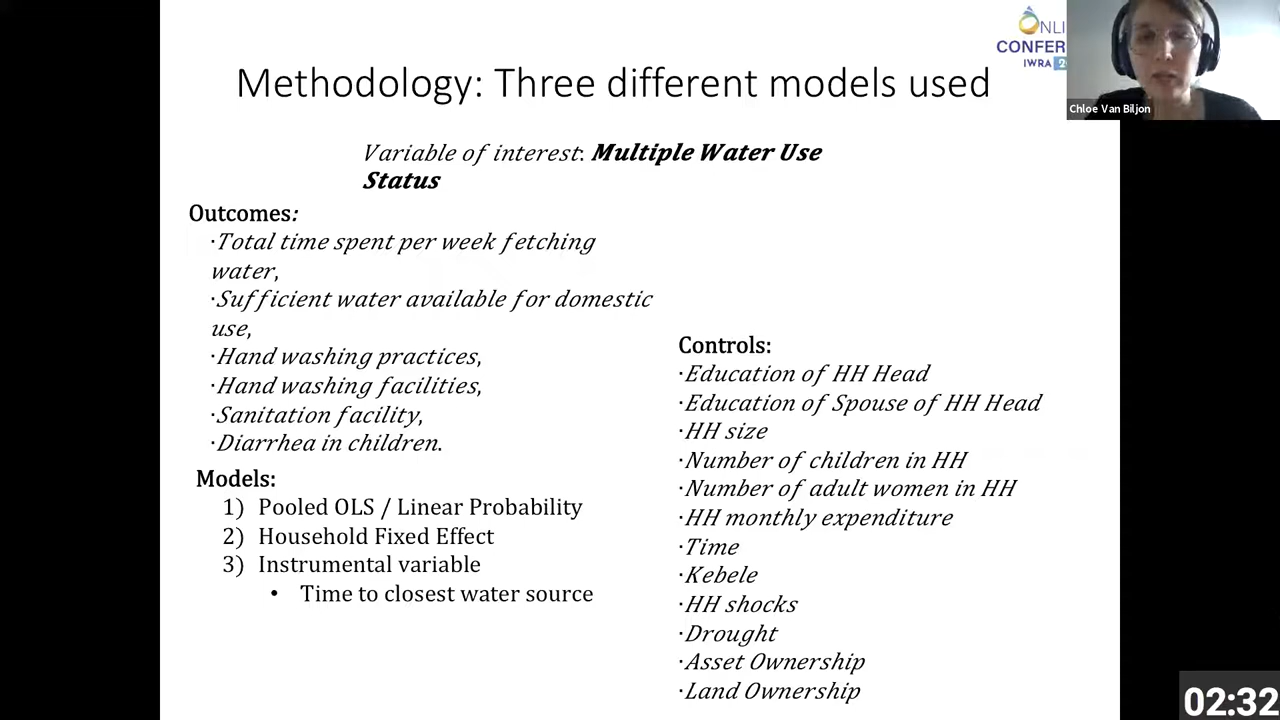 NLI
CONFER
IWRA 2
Chloe Van Biljon
Methodology: Three different models used
Variable of interest: Multiple Water Use
Status
Outcomes:
·Total time spent per week fetching
water,
·Sufficient water available for domestic
use,
·Hand washing practices,
·Hand washing facilities,
·Sanitation facility,
·Diarrhea in children.
Models:
1) Pooled OLS / Linear Probability
2) Household Fixed Effect
3) Instrumental variable
• Time to closest water source
Controls:
·Education of HH Head
·Education of Spouse of HH Head
·HH size
·Number of children in HH
·Number of adult women in HH
·HH monthly expenditure
·Time
·Kebele
·HH shocks
·Drought
·Asset Ownership
·Land Ownership
02:32